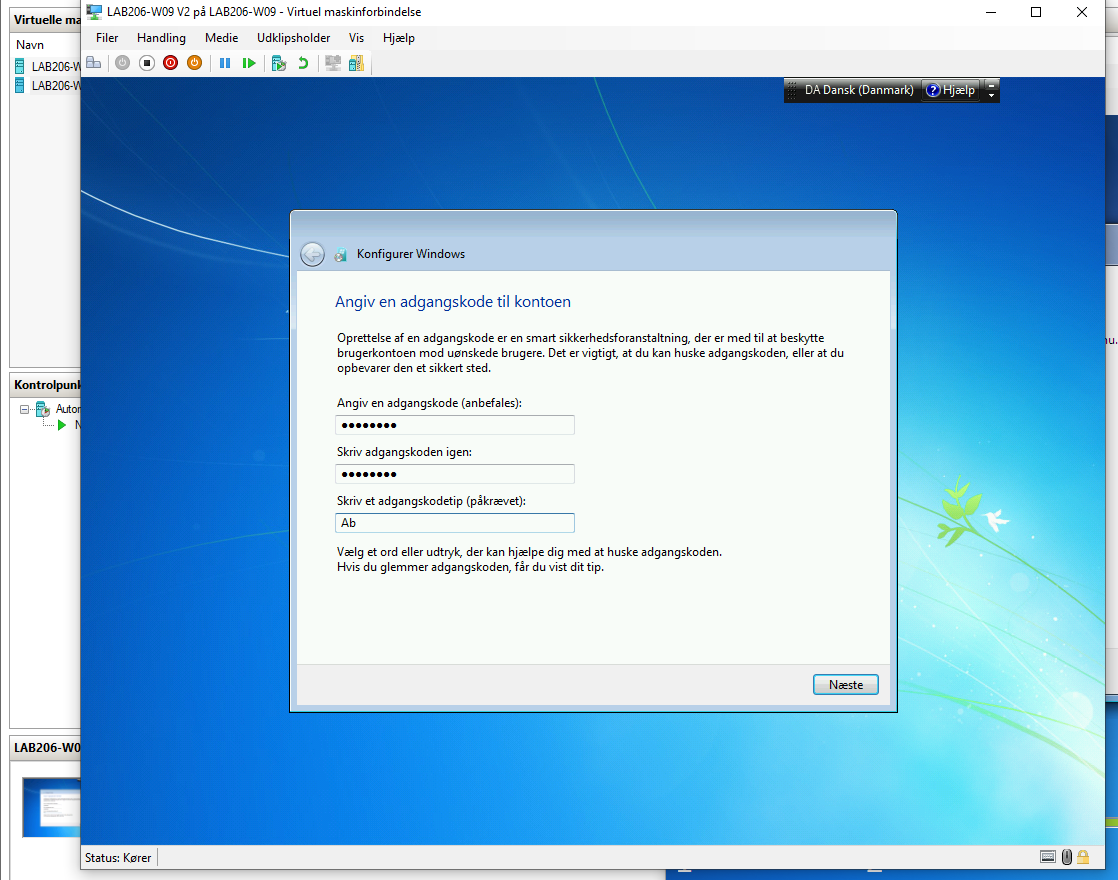 Virtuelle ma
Navn
LAB206-W
LAB206-W
Kontrolpunk
Autor
N
LAB206-W0
LAB206-W09 V2 på LAB206-W09 - Virtuel maskinforbindelse
Filer Handling Medie Udklipsholder Vis Hjælp
DA Dansk (Danmark) ? Hjælp
Konfigurer Windows
Angiv en adgangskode til kontoen
Oprettelse af en adgangskode er en smart sikkerhedsforanstaltning, der er med til at beskytte
brugerkontoen mod uønskede brugere. Det er vigtigt, at du kan huske adgangskoden, eller at du
opbevarer den et sikkert sted.
Angiv en adgangskode (anbefales):
●●●●●●●●
Skriv adgangskoden igen:
●●●●●●●●
Skriv et adgangskodetip (påkrævet):
Ab
Vælg et ord eller udtryk, der kan hjælpe dig med at huske adgangskoden.
Hvis du glemmer adgangskoden, får du vist dit tip.
Næste
Status: Kører
nu.